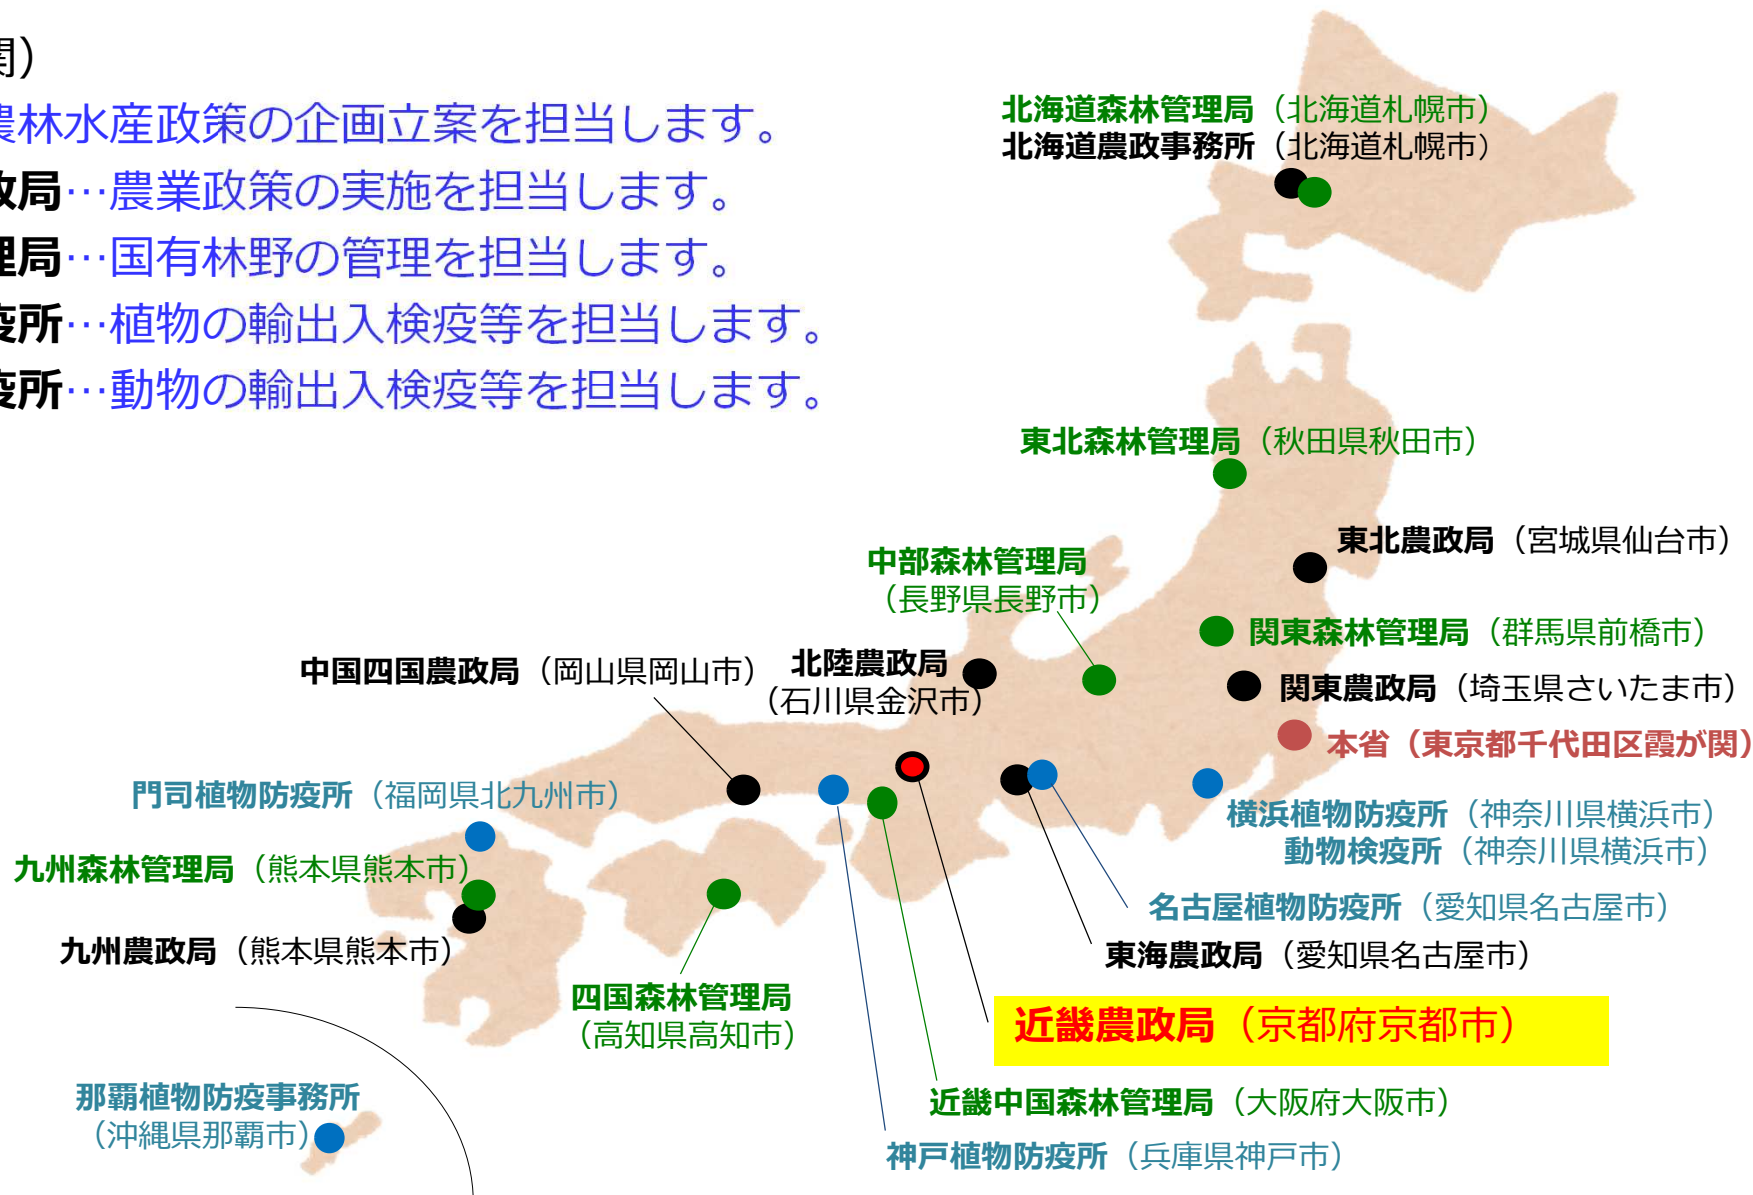 関）
農林水産政策の企画立案を担当します。
政局…農業政策の実施を担当します。
理局…国有林野の管理を担当します。
疫所…植物の輸出入検疫等を担当します。
疫所…動物の輸出入検疫等を担当します。
北海道森林管理局（北海道札幌市）
北海道農政事務所（北海道札幌市）
東北森林管理局（秋田県秋田市）
東北農政局（宮城県仙台市）
中部森林管理局
（長野県長野市）
関東森林管理局（群馬県前橋市）
中国四国農政局（岡山県岡山市）
北陸農政局
（石川県金沢市）
関東農政局（埼玉県さいたま市）
本省（東京都千代田区霞が関）
門司植物防疫所（福岡県北九州市）
横浜植物防疫所（神奈川県横浜市）
動物検疫所（神奈川県横浜市）
九州森林管理局（熊本県熊本市）
名古屋植物防疫所（愛知県名古屋市）
九州農政局（熊本県熊本市）
東海農政局（愛知県名古屋市）
四国森林管理局
（高知県高知市）
近畿農政局（京都府京都市）
那覇植物防疫事務所
（沖縄県那覇市）
近畿中国森林管理局（大阪府大阪市）
神戸植物防疫所（兵庫県神戸市）